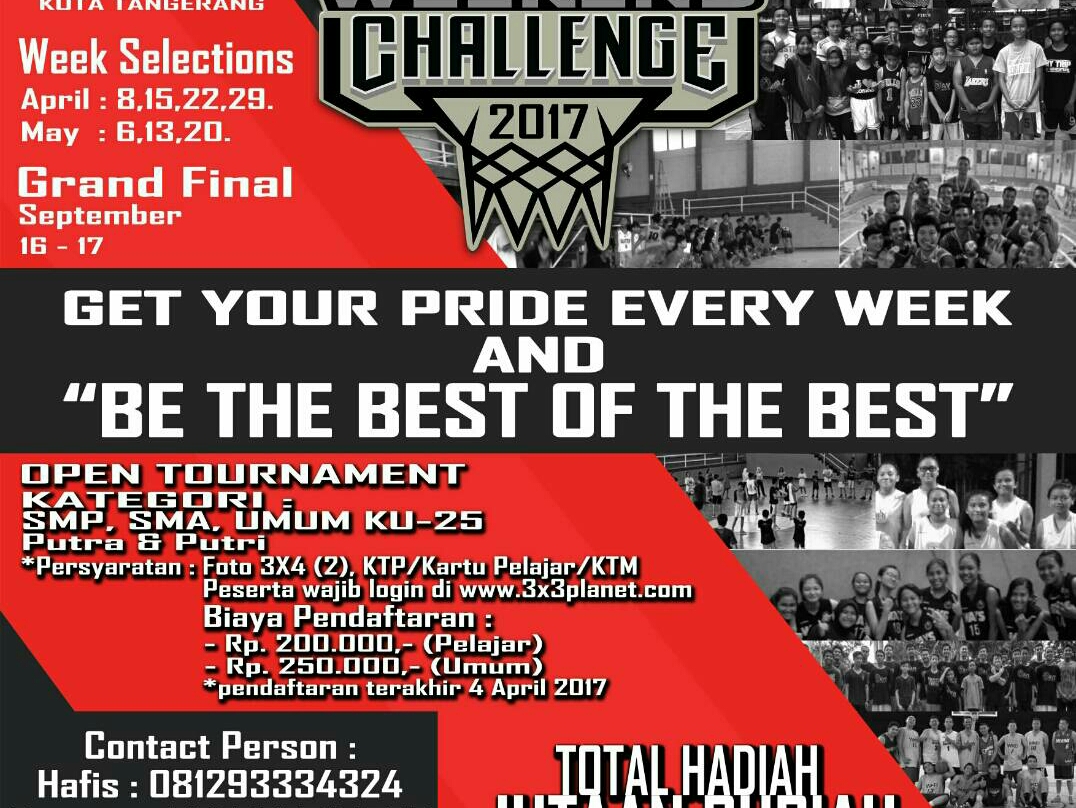 KOTA TANGERANG
WEEKEND
CHALLENGE
2017
Week Selections
April : 8,15,22,29.
May : 6,13,20.
Grand Final
September
16 - 17
GET YOUR PRIDE EVERY WEEK
AND
“BE THE BEST OF THE BEST”
OPEN TOURNAMENT
KATEGORI :
SMP, SMA, UMUM KU-25
Putra & Putri
*Persyaratan : Foto 3X4 (2), KTP/Kartu Pelajar/KTM
Peserta wajib login di www.3x3planet.com
Biaya Pendaftaran :
- Rp. 200.000,- (Pelajar)
- Rp. 250.000,- (Umum)
*pendaftaran terakhir 4 April 2017
Contact Person :
Hafis : 081293334324
TOTAL HADIAH
JUTAAN RUPIAH